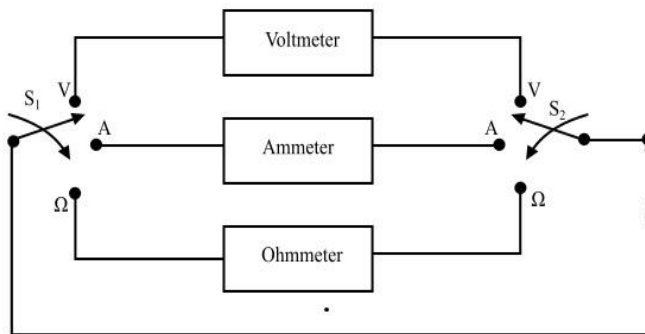 Voltmeter
V
V
S₁
S₂
A
Ammeter
A
Ω
Ω
Ohmmeter